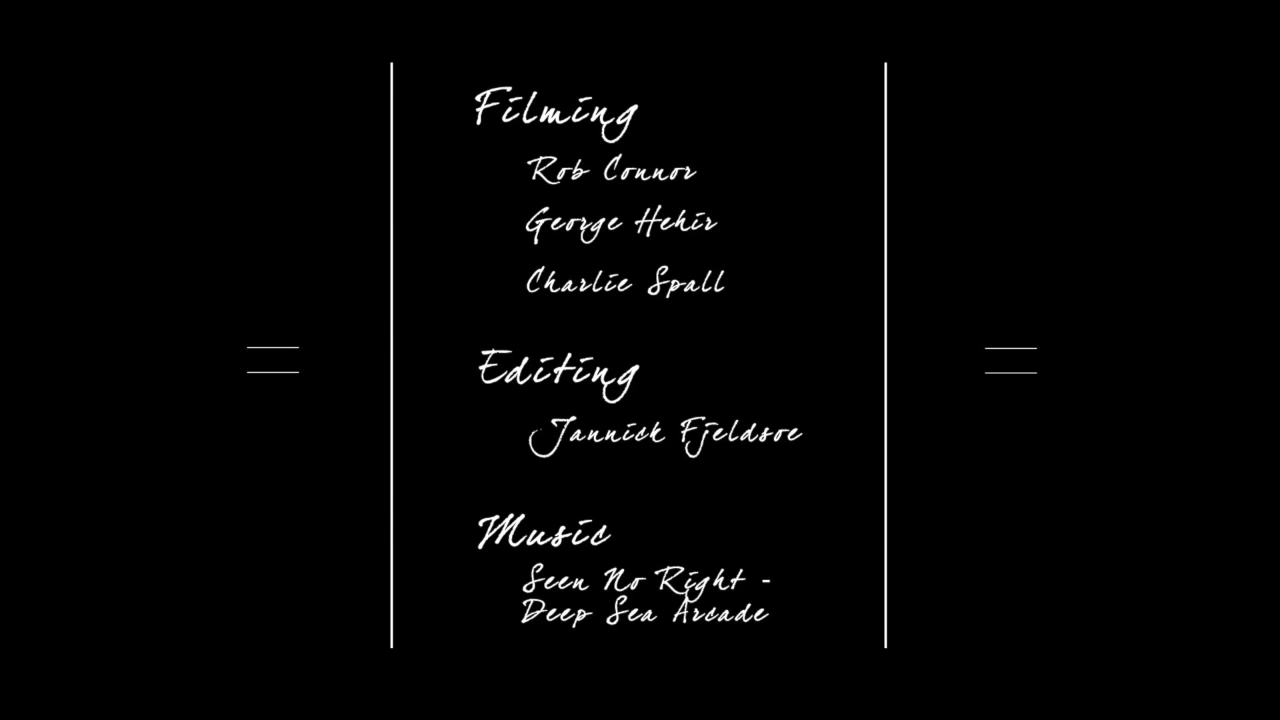 Filming
Rob Connor
George Hehir
Charlie Spall
Editing
Jannick Fjeldsoe
Music
Seen No Right -
Deep Sea Arcade